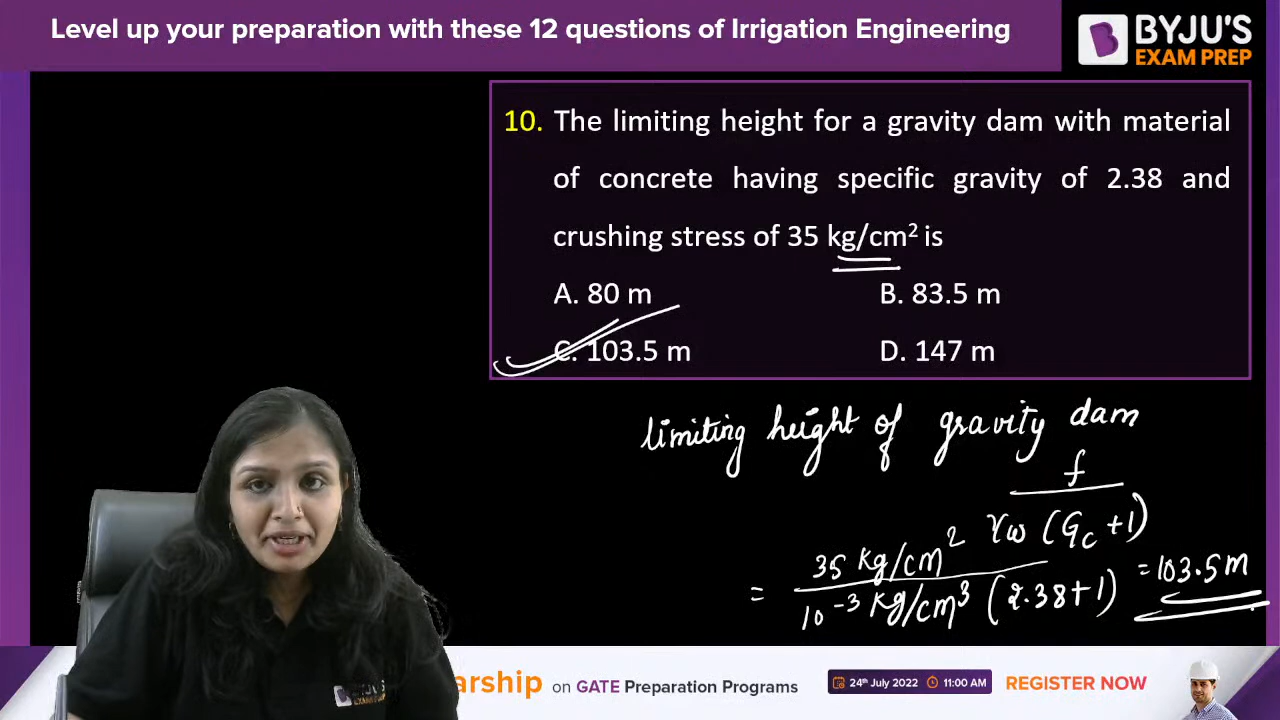 Level up your preparation with these 12 questions of Irrigation Engineering
BYJU'S
EXAM PREP
10. The limiting height for a gravity dam with material
of concrete having specific gravity of 2.38 and
crushing stress of 35 kg/cm² is
A. 80 m B. 83.5 m
C. 103.5 m D. 147 m
limiting height of gravity dam
f
γw (Gc +1)
= 35 kg/cm²
10⁻³ kg/cm³ (2.38+1) = 103.5m
BYJU'S
EXAM PREP
arship on GATE Preparation Programs
24th July 2022 11:00 AM
REGISTER NOW